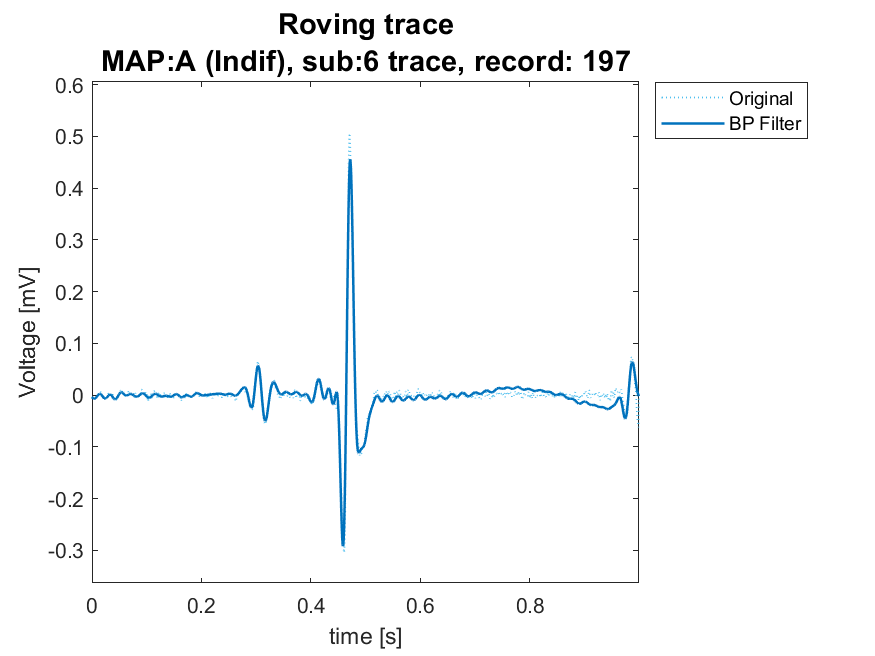 Roving trace
MAP:A (Indif), sub:6 trace, record: 197
Original
BP Filter
0.6
0.5
0.4
0.3
0.2
0.1
0
-0.1
-0.2
-0.3
Voltage [mV]
0 0.2 0.4 0.6 0.8
time [s]